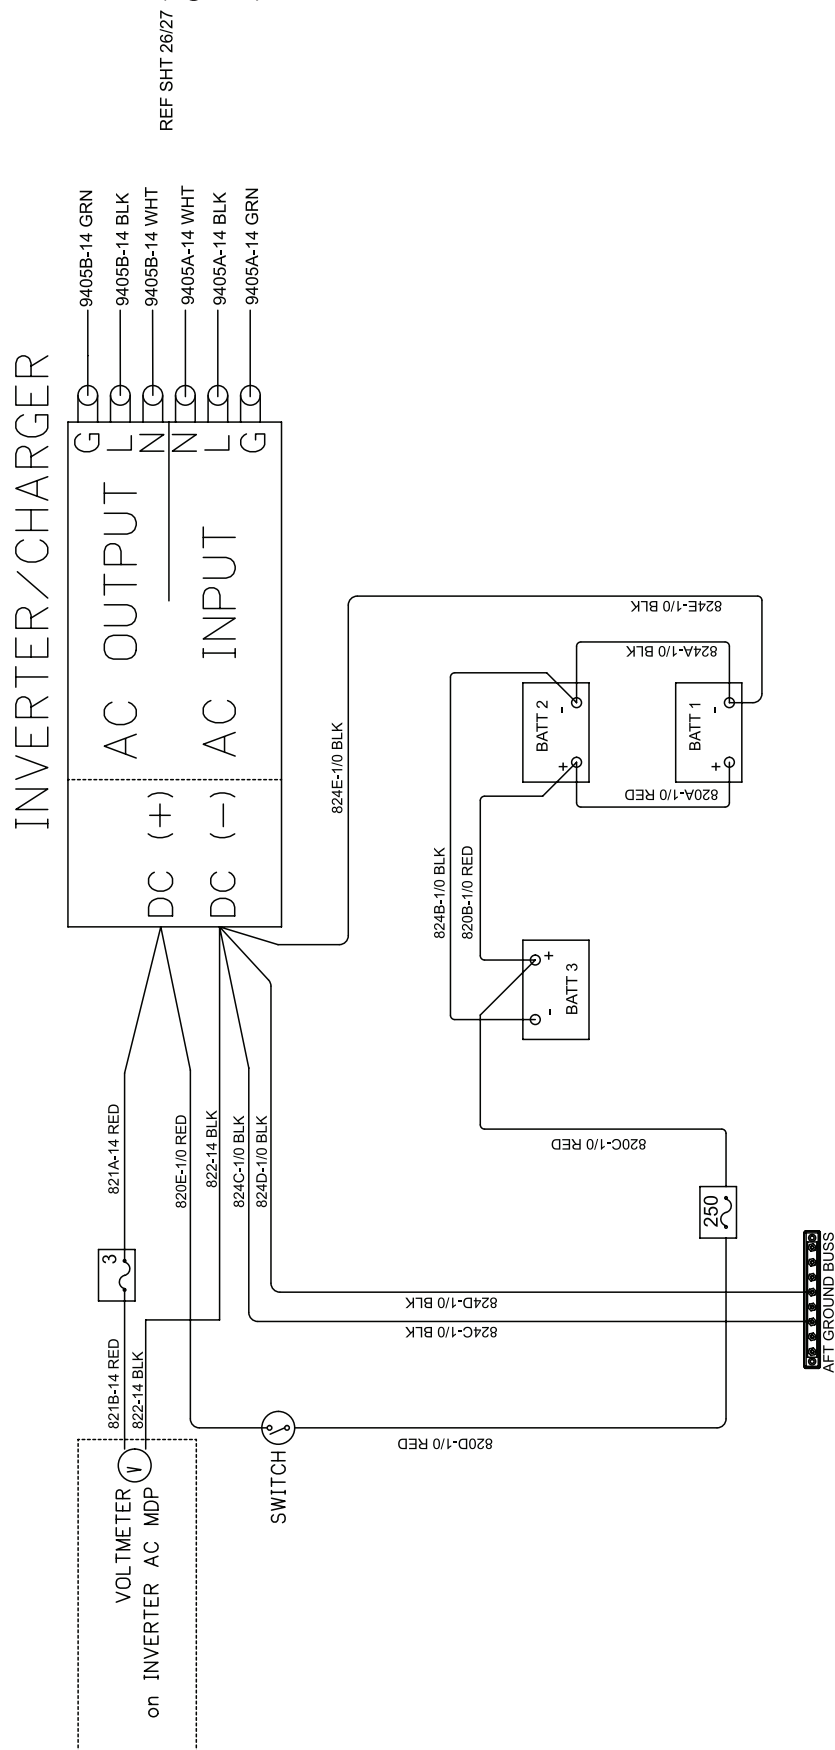 REF SHT 26/27
INVERTER/CHARGER
9405B-14 GRN
9405B-14 BLK
9405B-14 WHT
9405A-14 WHT
9405A-14 BLK
9405A-14 GRN
G
L
N
N
L
G
AC OUTPUT
AC INPUT
DC (+)
DC (-)
824E-1/0 BLK
824E-1/0 BLK
824A-1/0 BLK
BATT 2
-
+
BATT 1
-
+
820A-1/0 RED
824B-1/0 BLK
820B-1/0 RED
BATT 3
+
-
821A-14 RED
820E-1/0 RED
822-14 BLK
824C-1/0 BLK
824D-1/0 BLK
820C-1/0 RED
3
250
821B-14 RED
822-14 BLK
824D-1/0 BLK
824C-1/0 BLK
AFT GROUND BUSS
820D-1/0 RED
SWITCH
V
VOLTMETER
on INVERTER AC MDP